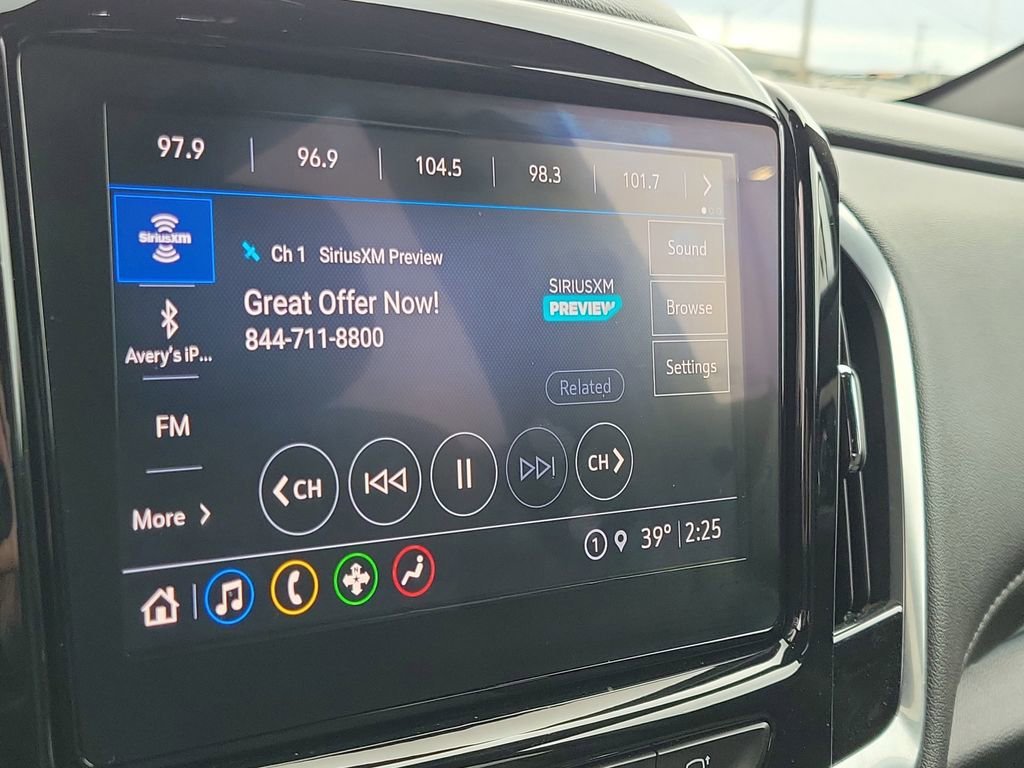 97.9 96.9 104.5 98.3 101.7
SiriusXM
Ch 1 SiriusXM Preview
SIRIUSXM
PREVIEW
Great Offer Now!
844-711-8800
Sound
Browse
Settings
Avery's iP...
Related
FM
CH
CH
More
1 39° 2:25